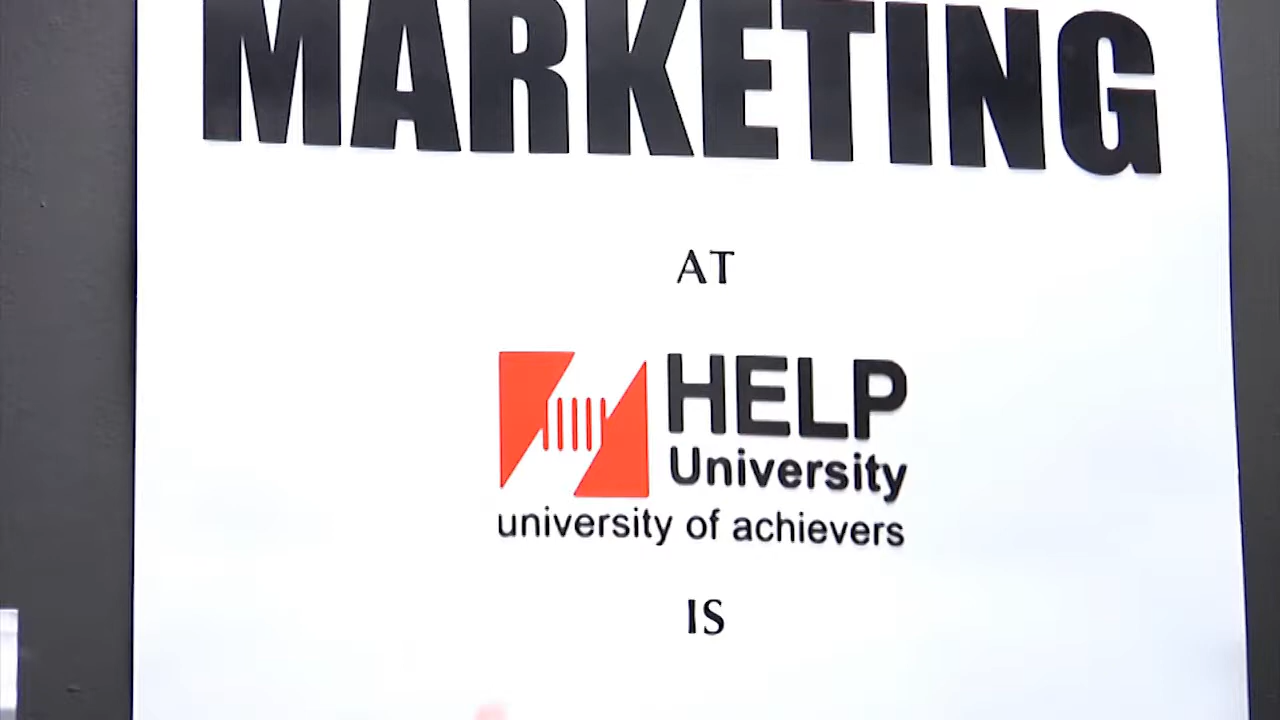 MARKETING
AT
HELP
University
university of achievers
IS